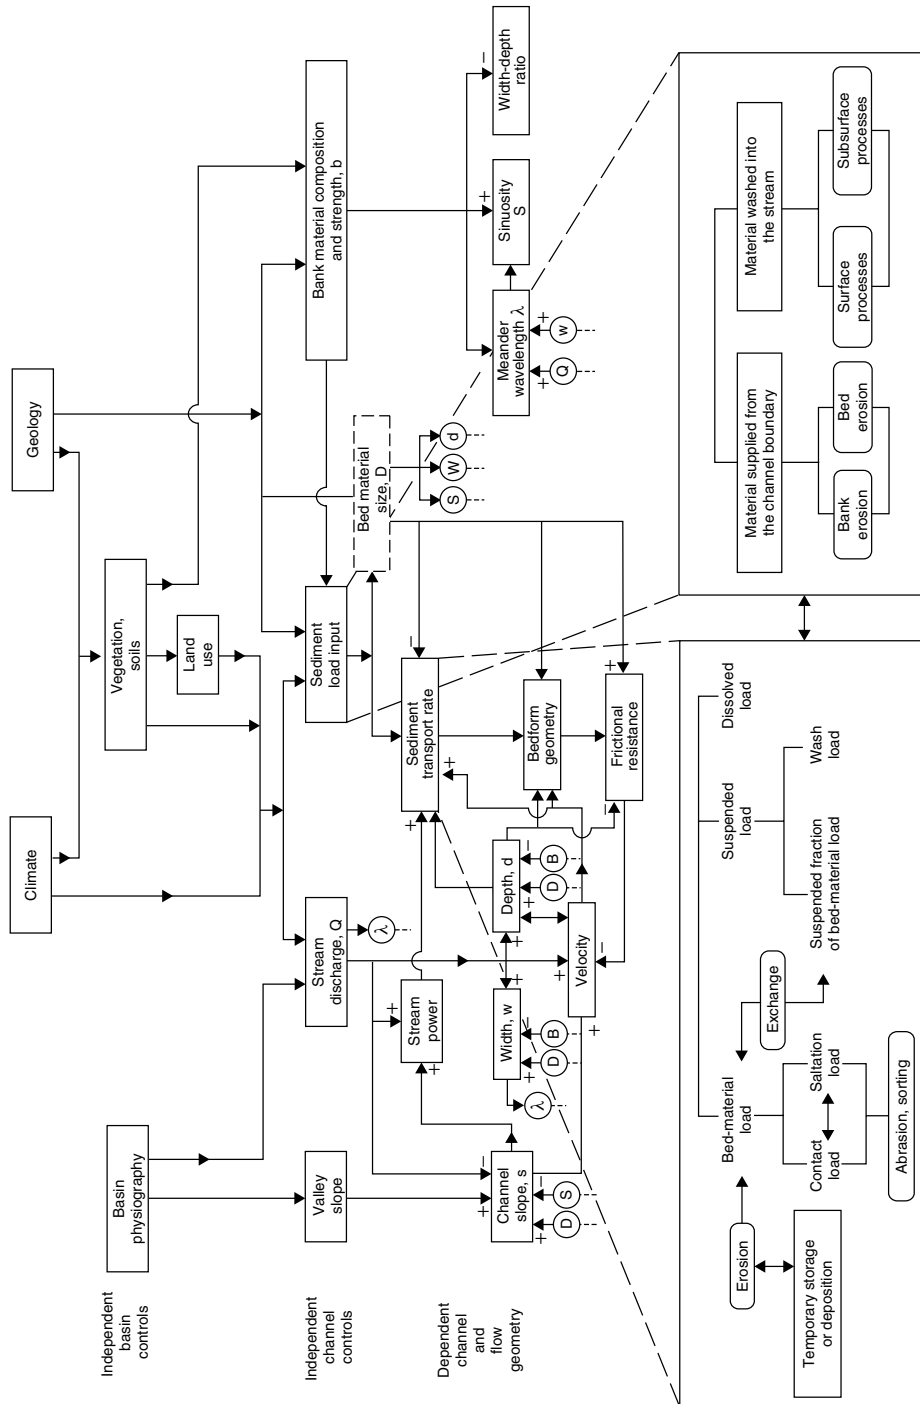 Independent
basin
controls
Basin
physiography
Climate
Geology
Vegetation,
soils
Land
use
Independent
channel
controls
Valley
slope
Stream
discharge, Q
λ
Sediment
load input
Bank material composition
and strength, b
Bed material
size, D
S
W
d
Dependent
channel
and
flow
geometry
Channel
slope, s
+
−
+
D
−
S
Stream
power
+
+
Width, w
+
D
−
B
λ
+
+
Depth, d
+
D
−
B
Velocity
+
+
−
Sediment
transport rate
+
+
−
Bedform
geometry
Frictional
resistance
−
+
Meander
wavelength λ
+
Q
+
w
Sinuosity
S
+
Width-depth
ratio
−
Erosion
Temporary storage
or deposition
Bed-material
load
Exchange
Suspended
load
Dissolved
load
Contact
load
Saltation
load
Suspended fraction
of bed-material load
Wash
load
Abrasion, sorting
Material supplied from
the channel boundary
Material washed into
the stream
Bank
erosion
Bed
erosion
Surface
processes
Subsurface
processes